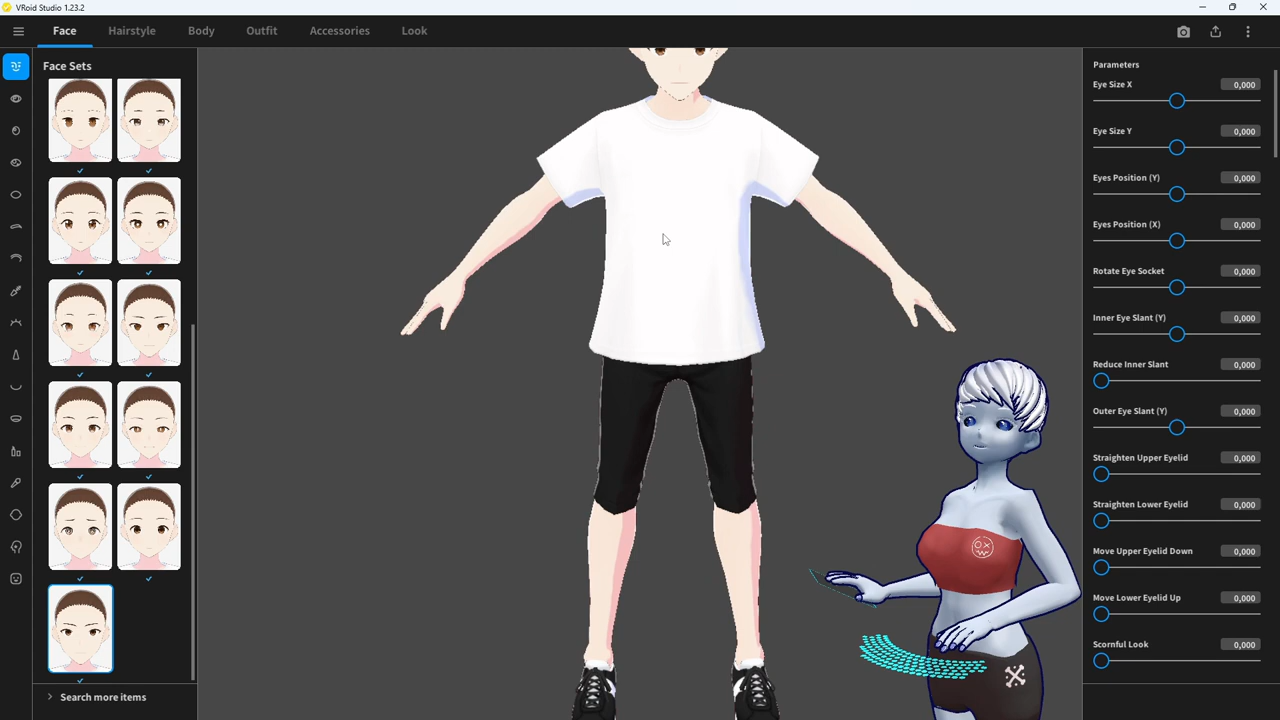 VRoid Studio 1.23.2
Face Hairstyle Body Outfit Accessories Look
Face Sets
Search more items
Parameters
Eye Size X 0,000
Eye Size Y 0,000
Eyes Position (Y) 0,000
Eyes Position (X) 0,000
Rotate Eye Socket 0,000
Inner Eye Slant (Y) 0,000
Reduce Inner Slant 0,000
Outer Eye Slant (Y) 0,000
Straighten Upper Eyelid 0,000
Straighten Lower Eyelid 0,000
Move Upper Eyelid Down 0,000
Move Lower Eyelid Up 0,000
Scornful Look 0,000